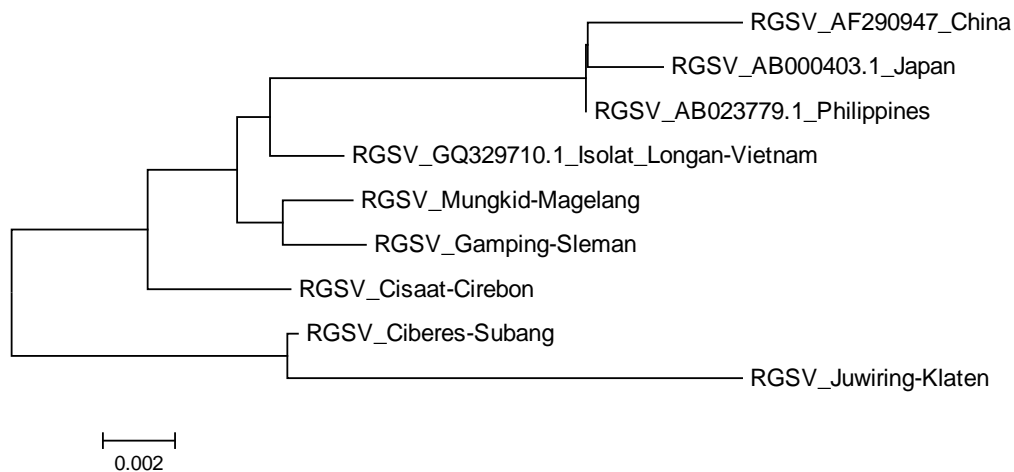 RGSV_AF290947_China
RGSV_AB000403.1_Japan
RGSV_AB023779.1_Philippines
RGSV_GQ329710.1_Isolat_Longan-Vietnam
RGSV_Mungkid-Magelang
RGSV_Gamping-Sleman
RGSV_Cisaat-Cirebon
RGSV_Ciberes-Subang
RGSV_Juwiring-Klaten
0.002